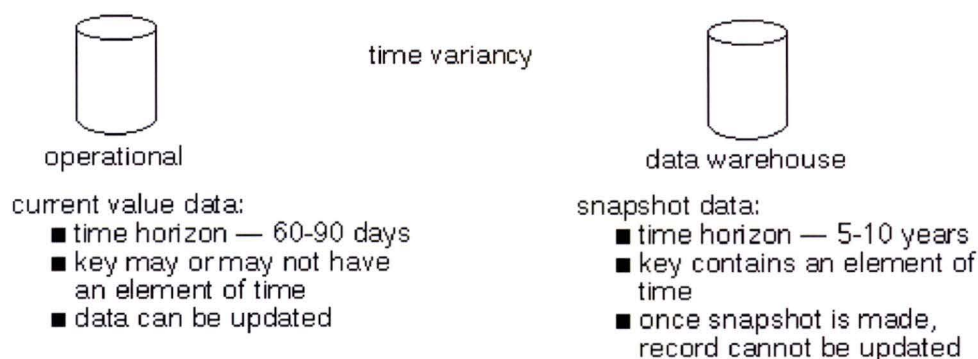 time variancy
operational
data warehouse
current value data:
■ time horizon — 60-90 days
■ key may or may not have
an element of time
■ data can be updated
snapshot data:
■ time horizon — 5-10 years
■ key contains an element of
time
■ once snapshot is made,
record cannot be updated